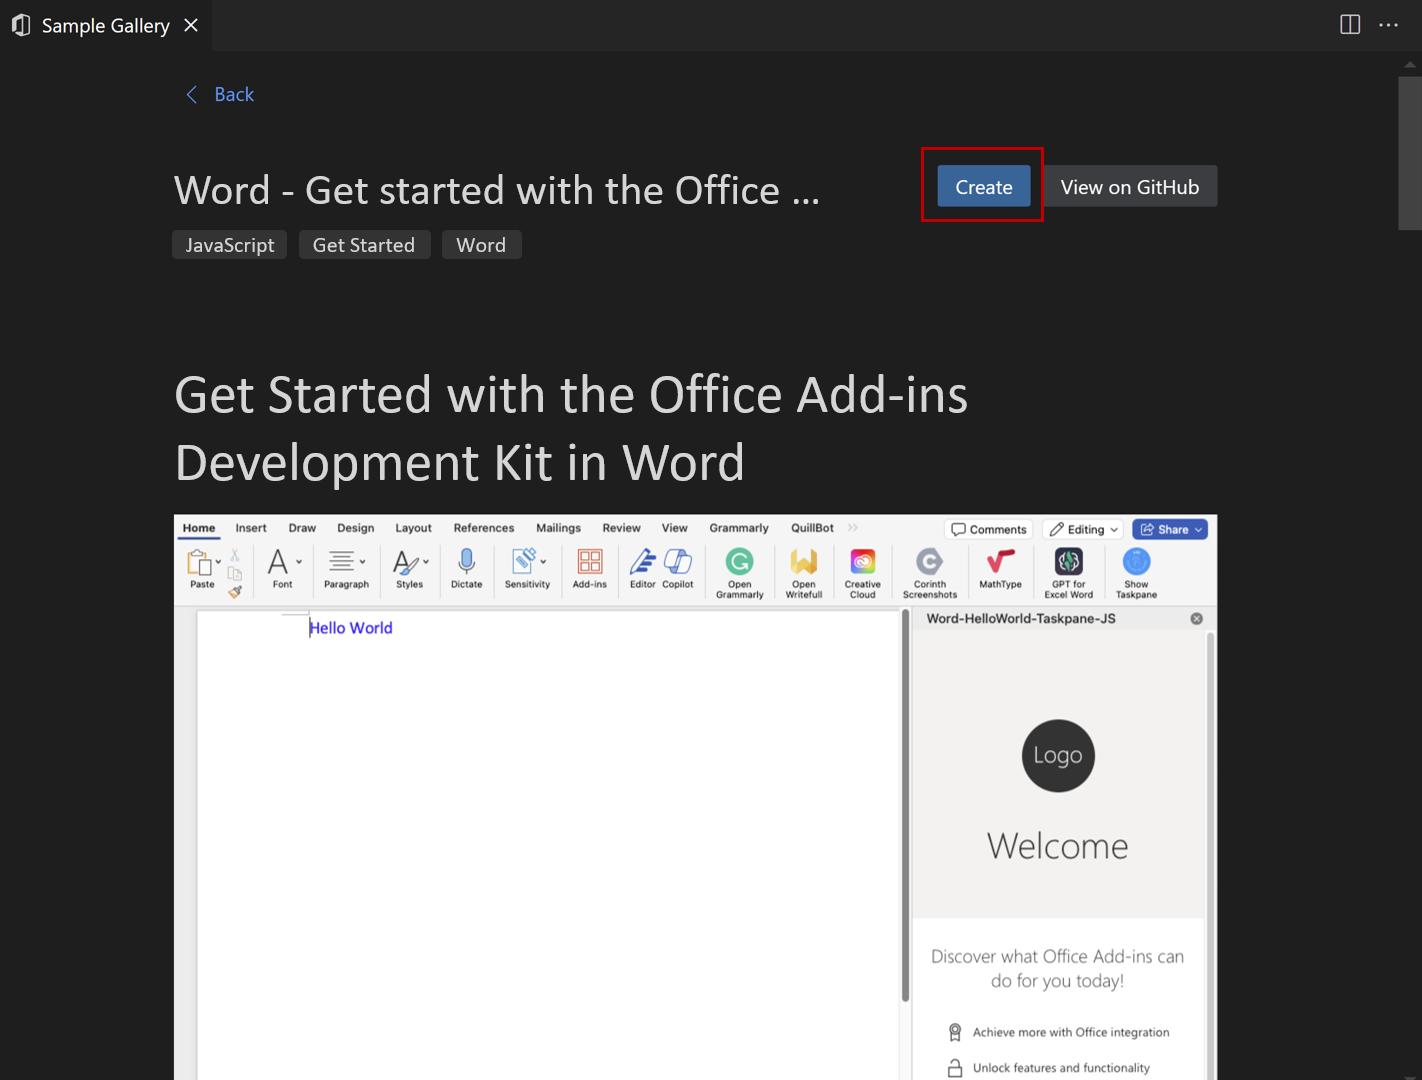 Sample Gallery
Back
Word - Get started with the Office ...
Create
View on GitHub
JavaScript
Get Started
Word
Get Started with the Office Add-ins
Development Kit in Word
Home Insert Draw Design Layout References Mailings Review View Grammarly QuillBot
Comments
Editing
Share
Paste
Font
Paragraph
Styles
Dictate
Sensitivity
Add-ins
Editor
Copilot
Open
Grammarly
Open
Writefull
Creative
Cloud
Corinth
Screenshots
MathType
GPT for
Excel Word
Show
Taskpane
Hello World
Word-HelloWorld-Taskpane-JS
Logo
Welcome
Discover what Office Add-ins can
do for you today!
Achieve more with Office integration
Unlock features and functionality